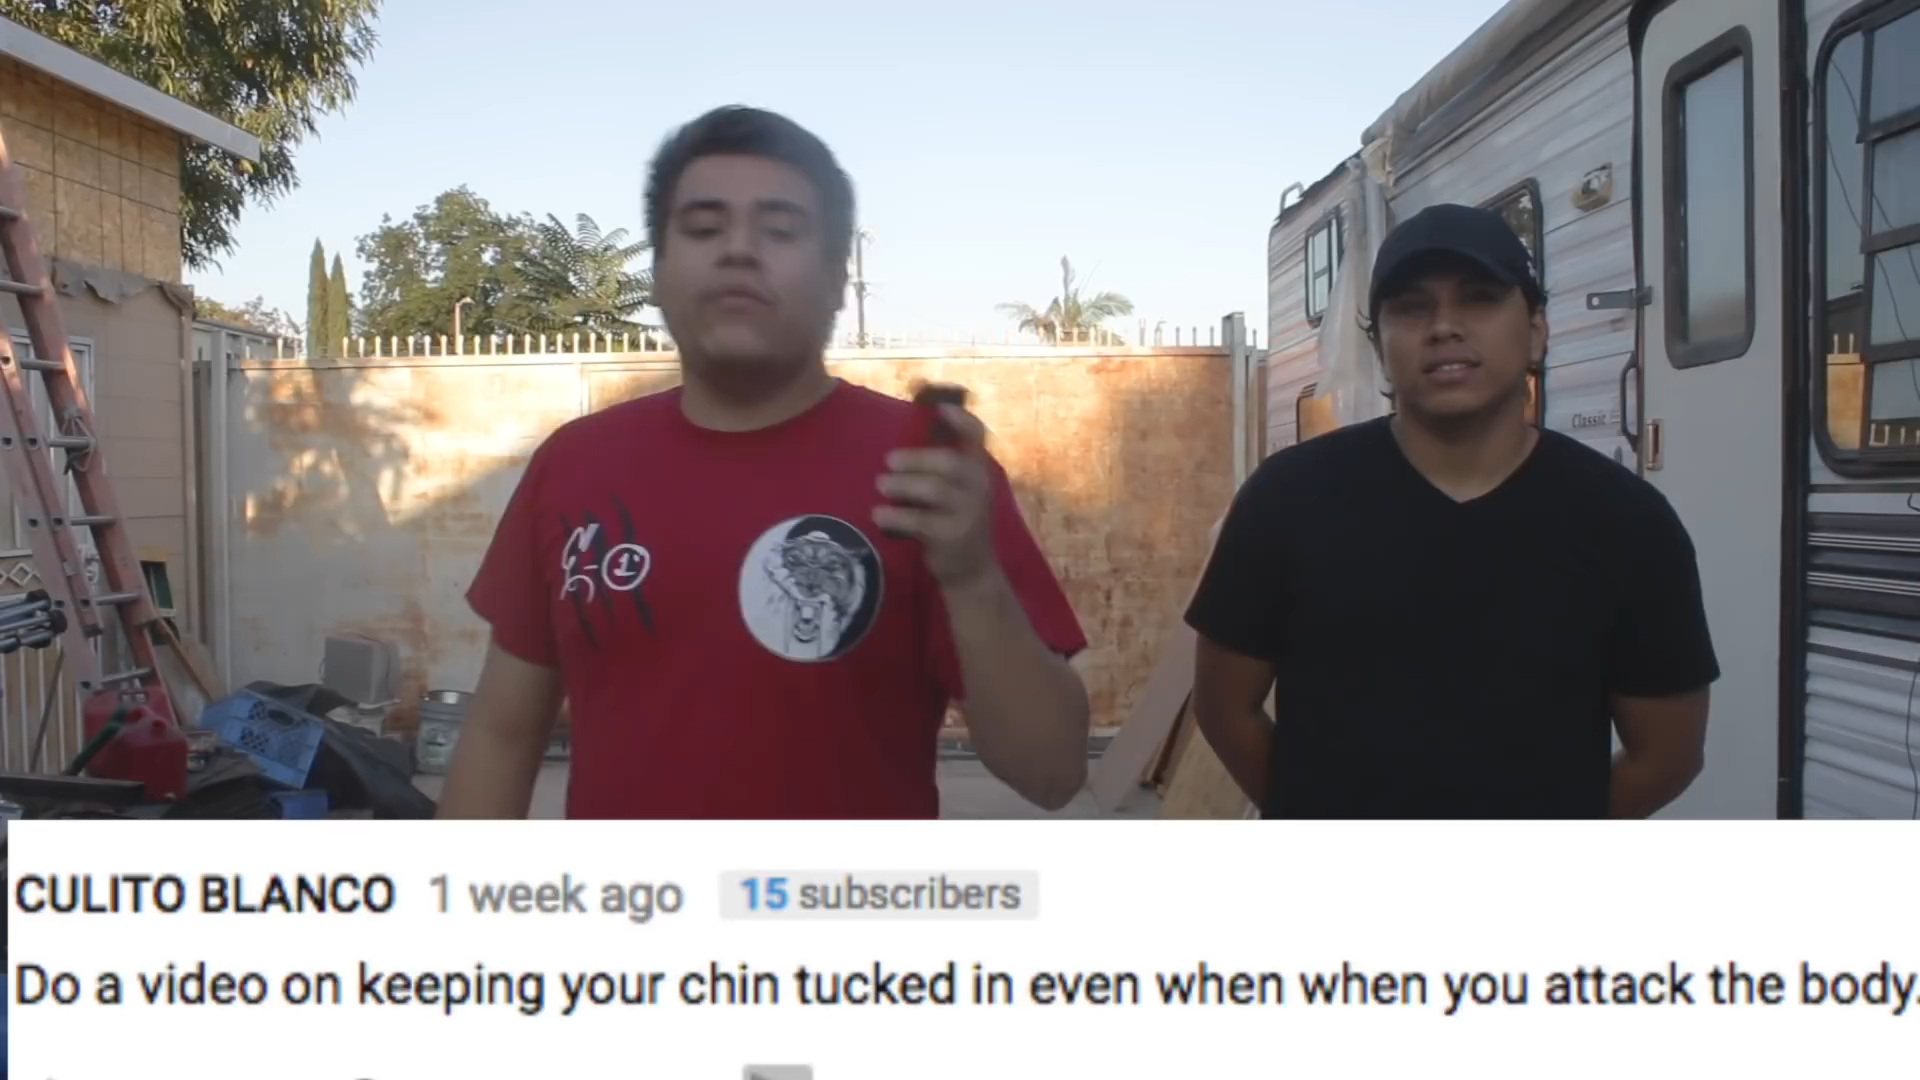 Classic
CULITO BLANCO 1 week ago 15 subscribers
Do a video on keeping your chin tucked in even when when you attack the body.